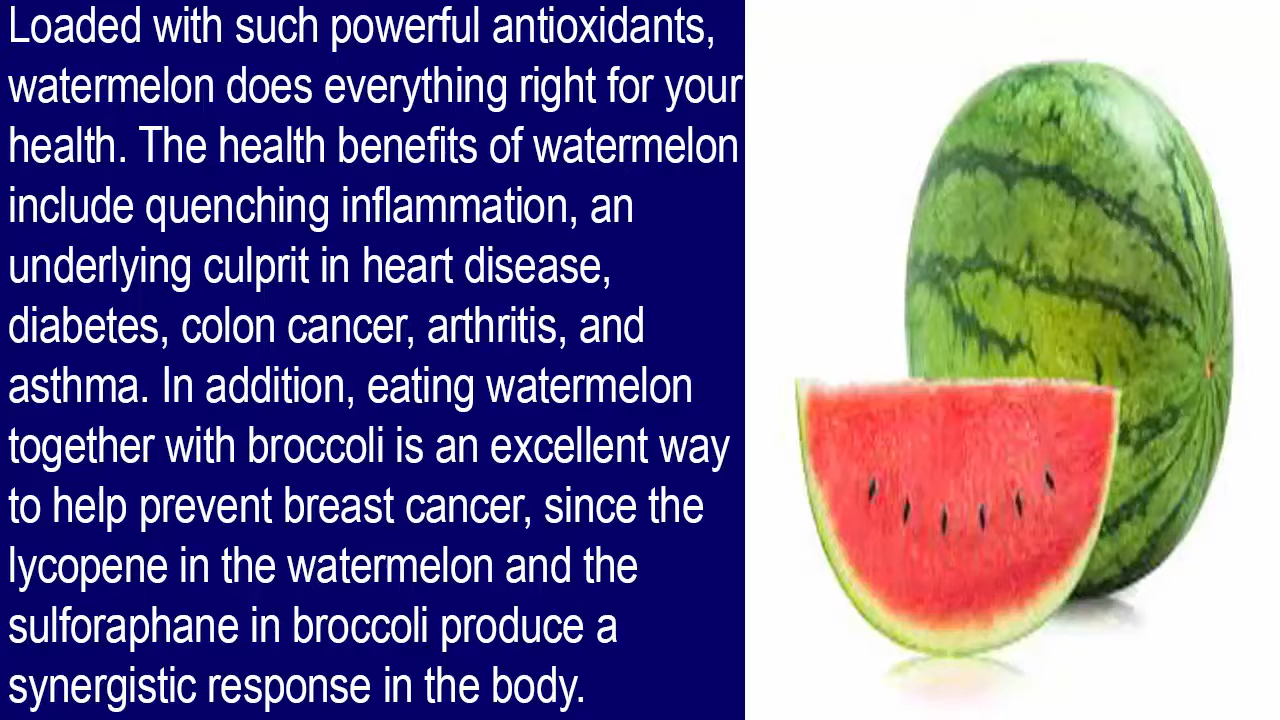 Loaded with such powerful antioxidants,
watermelon does everything right for your
health. The health benefits of watermelon
include quenching inflammation, an
underlying culprit in heart disease,
diabetes, colon cancer, arthritis, and
asthma. In addition, eating watermelon
together with broccoli is an excellent way
to help prevent breast cancer, since the
lycopene in the watermelon and the
sulforaphane in broccoli produce a
synergistic response in the body.